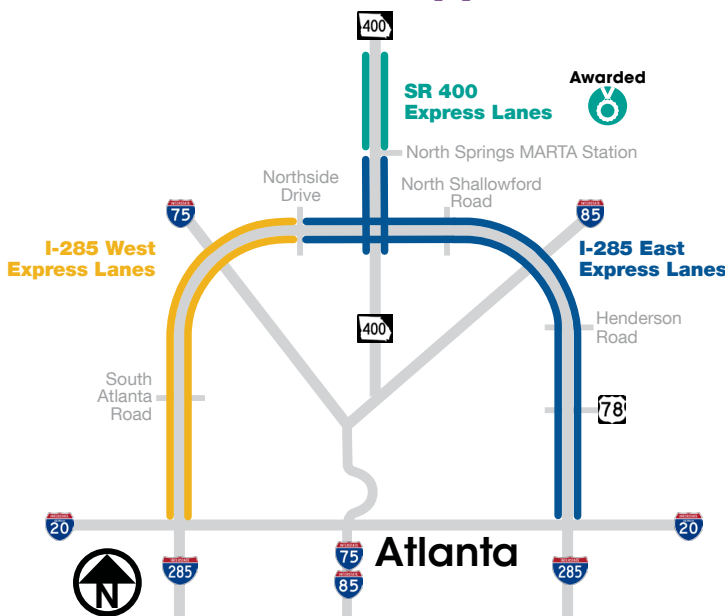 400
SR 400
Express Lanes
Awarded
North Springs MARTA Station
Northside
Drive
North Shallowford
Road
75
85
I-285 West
Express Lanes
I-285 East
Express Lanes
400
Henderson
Road
South
Atlanta
Road
78
20
20
Atlanta
75
85
285
285
N